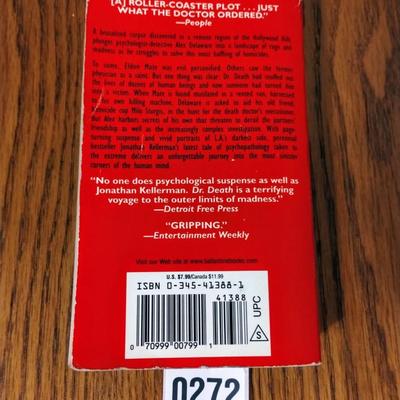 [A] ROLLER-COASTER PLOT . . . JUST
WHAT THE DOCTOR ORDERED."
—People
A brutalized corpse discovered in a remote region of the Hollywood Hills
plunges psychologist-detective Alex Delaware into a landscape of rage and
madness as he struggles to solve this most baffling of homicides.
To some, Eldon Mate was evil personified. Others saw the former
physician as a saint. But one thing was clear: Dr. Death had snuffed out
the lives of dozens of human beings and now someone had turned him
into a victim. When Mate is found mutilated in a rented van, harnessed
to his own killing machine, Delaware is asked to aid his old friend,
homicide cop Milo Sturgis, in the hunt for the death doctor's executioner.
But Alex harbors secrets of his own that threaten to derail the partners'
friendship as well as the increasingly complex investigation. With page-
turning suspense and vivid portraits of L.A.'s darkest side, perennial
bestseller Jonathan Kellerman's latest tale of psychopathology taken to
the extreme delivers an unforgettable journey into the most sinister
corners of the human mind.
"No one does psychological suspense as well as
Jonathan Kellerman. Dr. Death is a terrifying
voyage to the outer limits of madness."
—Detroit Free Press
"GRIPPING."
—Entertainment Weekly
Visit our Web site at www.ballantinebooks.com
U.S. $7.99/Canada $11.99
ISBN 0-345-41388-1
41388
0 70999 00799 1
UPC
S
0272